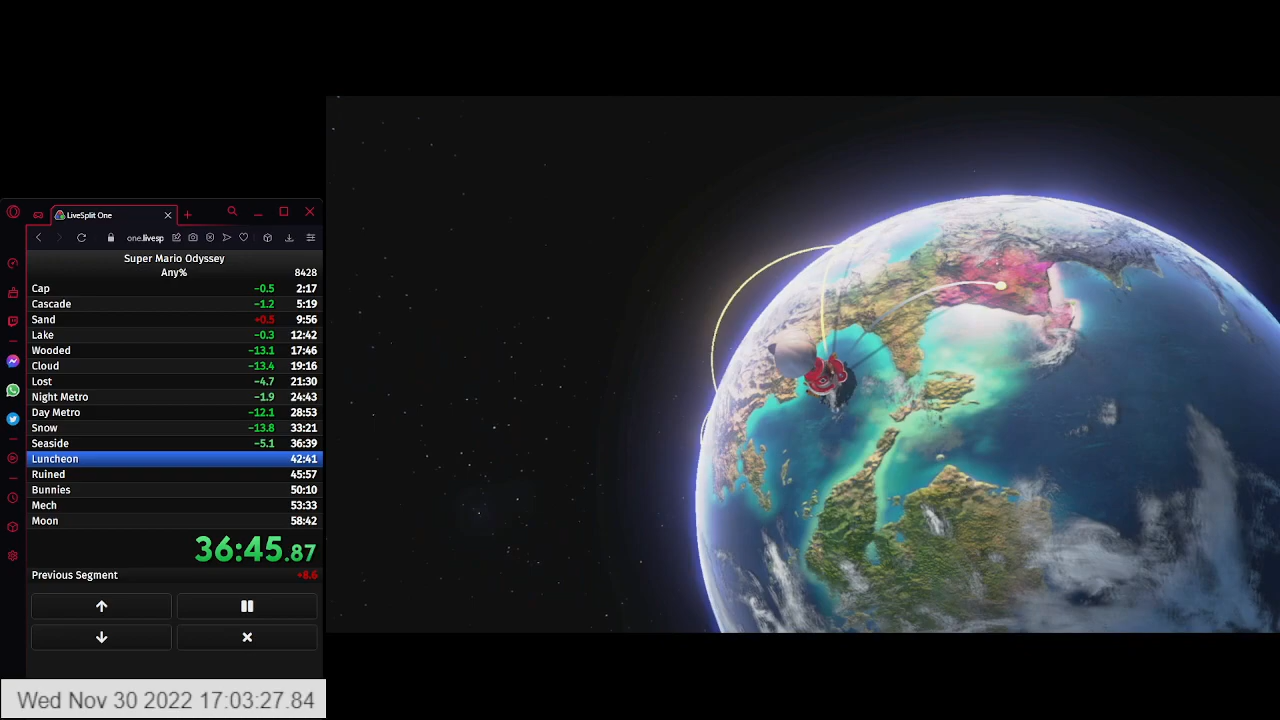 LiveSplit One
one.livesp
Super Mario Odyssey
Any% 8428
Cap −0.5 2:17
Cascade −1.2 5:19
Sand +0.5 9:56
Lake −0.3 12:42
Wooded −13.1 17:46
Cloud −13.4 19:16
Lost −4.7 21:30
Night Metro −1.9 24:43
Day Metro −12.1 28:53
Snow −13.8 33:21
Seaside −5.1 36:39
Luncheon 42:41
Ruined 45:57
Bunnies 50:10
Mech 53:33
Moon 58:42
36:45.87
Previous Segment +8.6
Wed Nov 30 2022 17:03:27.84